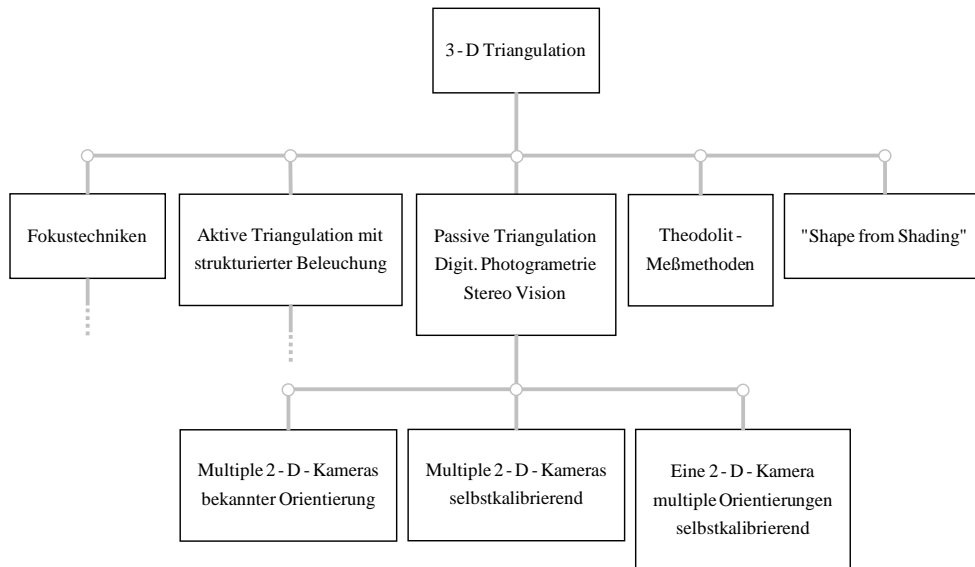 3 - D Triangulation
Fokustechniken
Aktive Triangulation mit
strukturierter Beleuchung
Passive Triangulation
Digit. Photogrametrie
Stereo Vision
Theodolit -
Meßmethoden
"Shape from Shading"
Multiple 2 - D - Kameras
bekannter Orientierung
Multiple 2 - D - Kameras
selbstkalibrierend
Eine 2 - D - Kamera
multiple Orientierungen
selbstkalibrierend